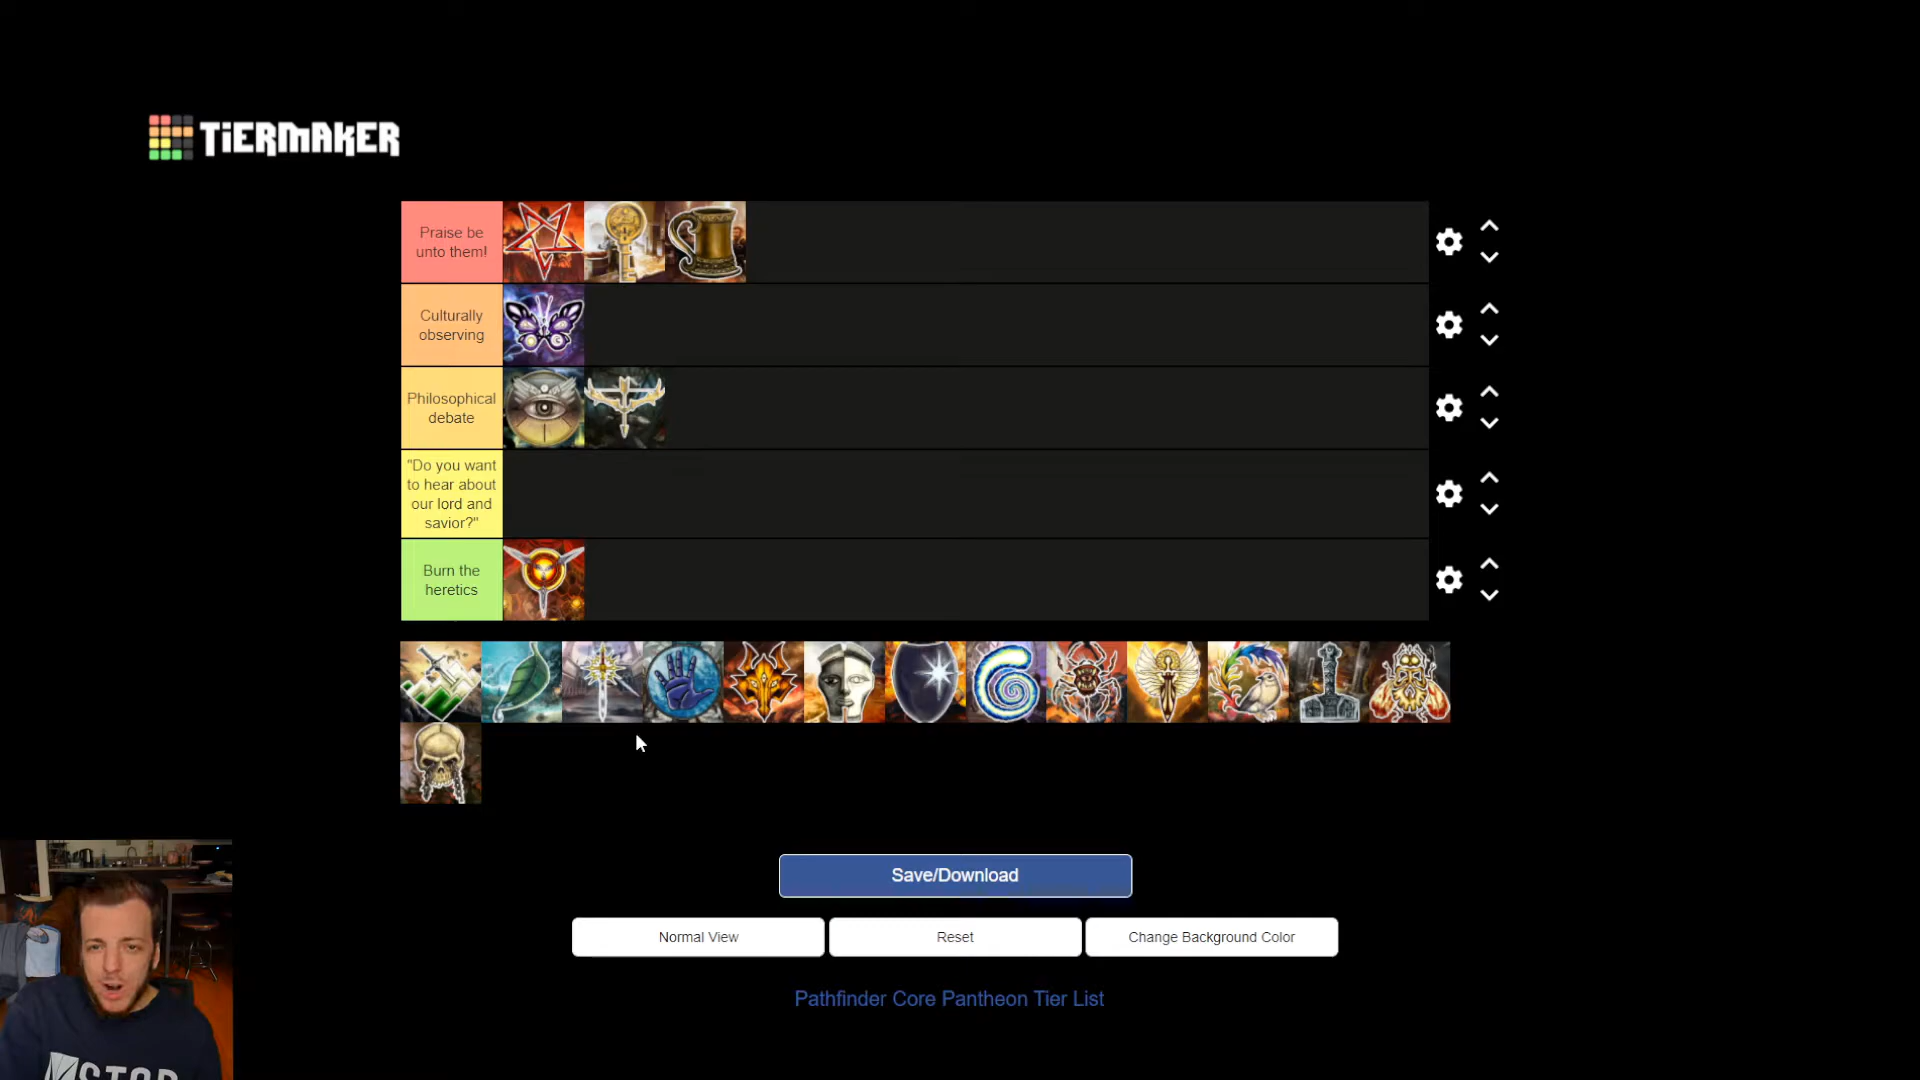 TiERMAKER
Praise be
unto them!
Culturally
observing
Philosophical
debate
"Do you want
to hear about
our lord and
savior?"
Burn the
heretics
Save/Download
Normal View
Reset
Change Background Color
Pathfinder Core Pantheon Tier List